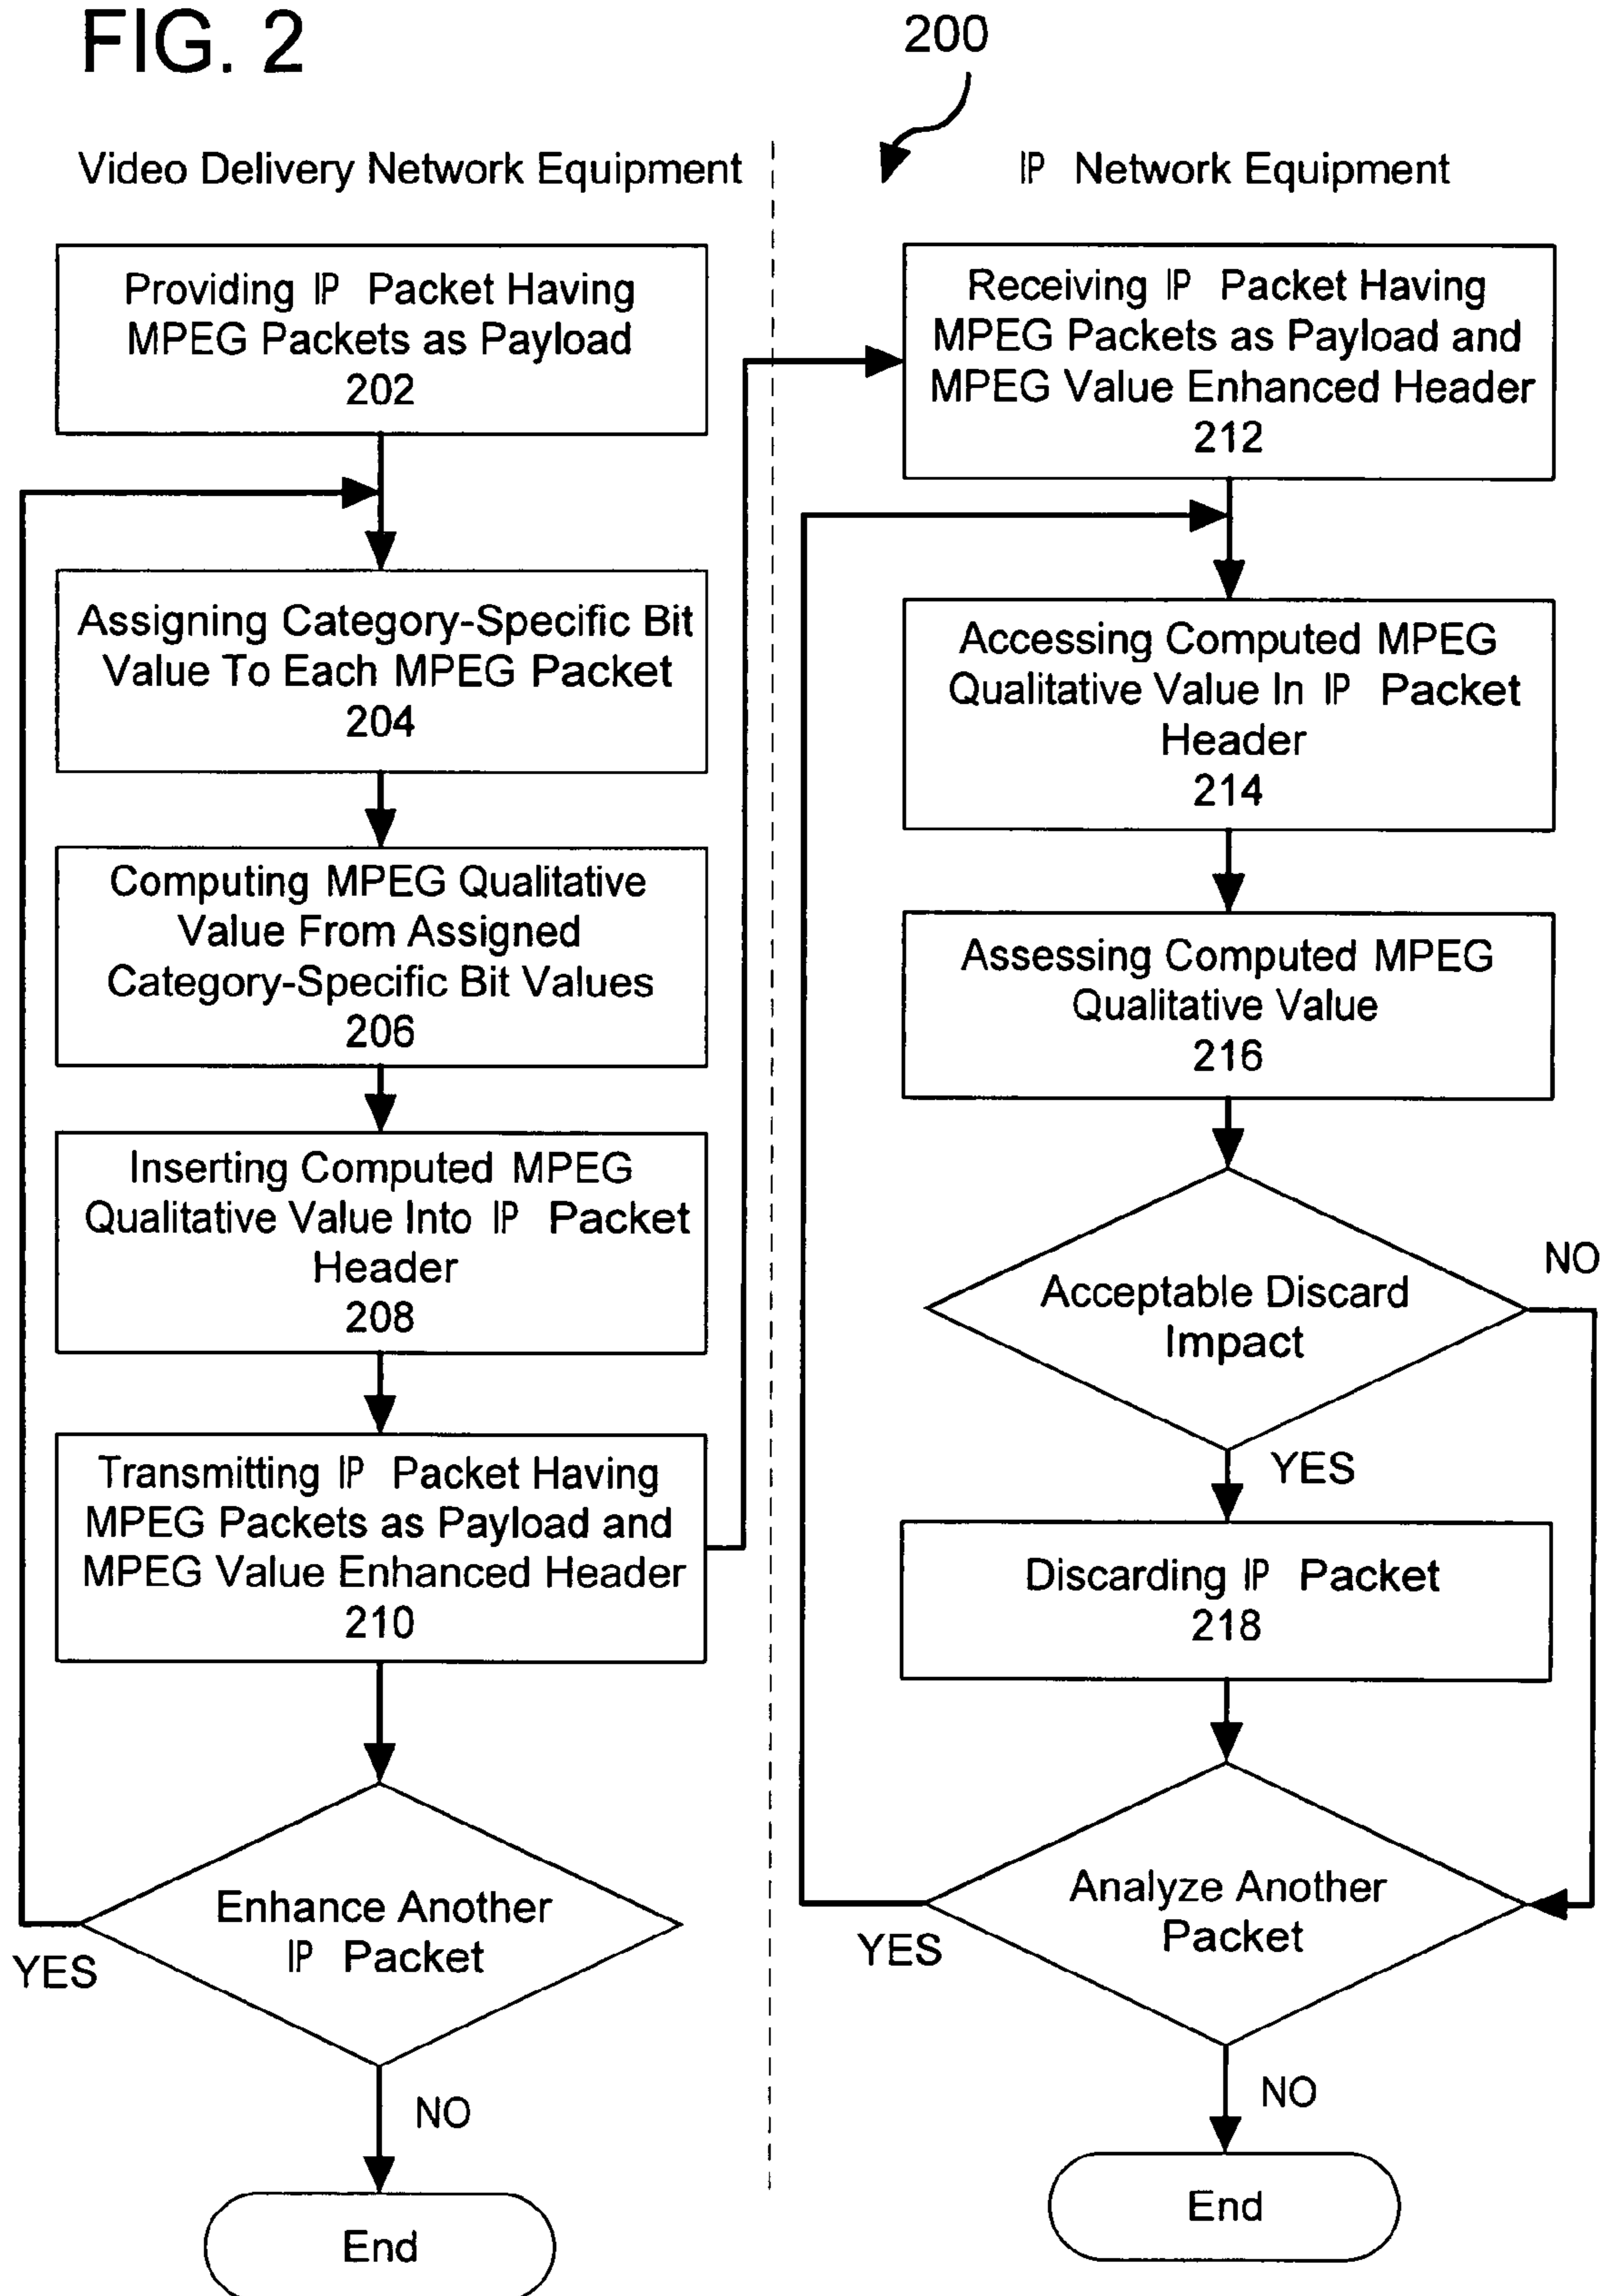 FIG. 2
200
Video Delivery Network Equipment
IP Network Equipment
Providing IP Packet Having
MPEG Packets as Payload
202
Assigning Category-Specific Bit
Value To Each MPEG Packet
204
Computing MPEG Qualitative
Value From Assigned
Category-Specific Bit Values
206
Inserting Computed MPEG
Qualitative Value Into IP Packet
Header
208
Transmitting IP Packet Having
MPEG Packets as Payload and
MPEG Value Enhanced Header
210
Enhance Another
IP Packet
YES
NO
End
Receiving IP Packet Having
MPEG Packets as Payload and
MPEG Value Enhanced Header
212
Accessing Computed MPEG
Qualitative Value In IP Packet
Header
214
Assessing Computed MPEG
Qualitative Value
216
Acceptable Discard
Impact
NO
YES
Discarding IP Packet
218
Analyze Another
Packet
YES
NO
End